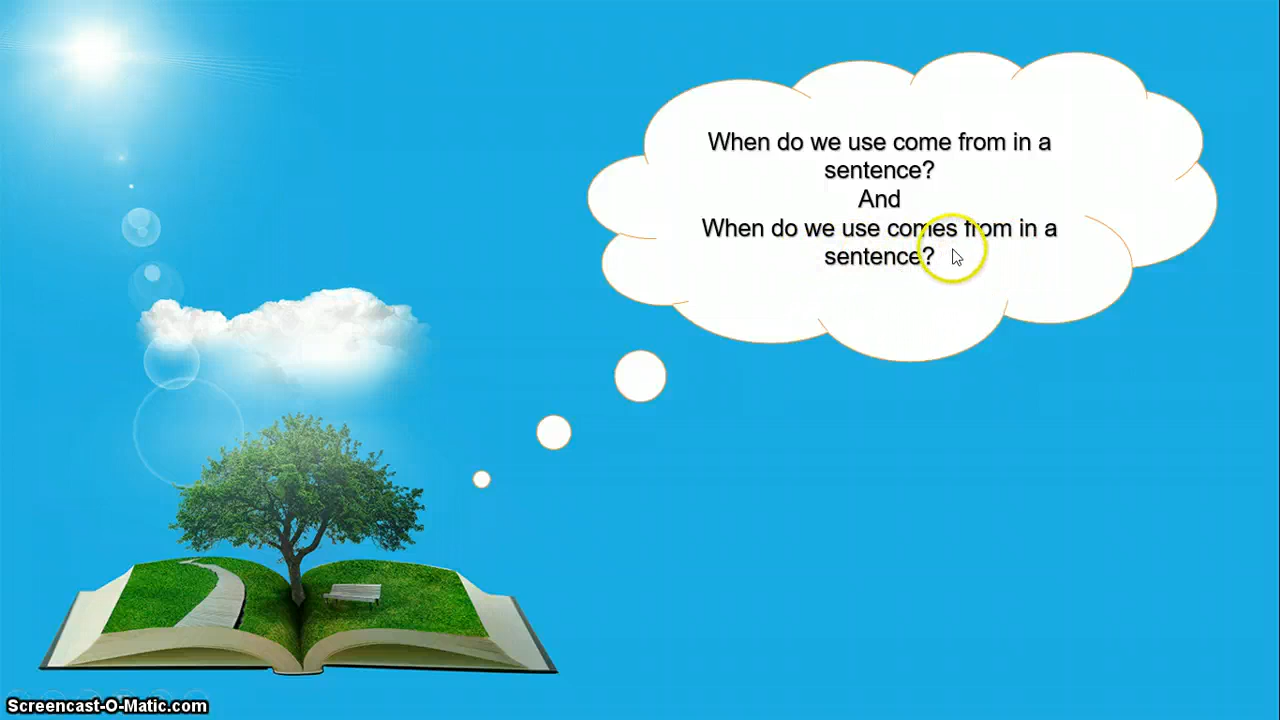 When do we use come from in a
sentence?
And
When do we use comes from in a
sentence?
Screencast-O-Matic.com